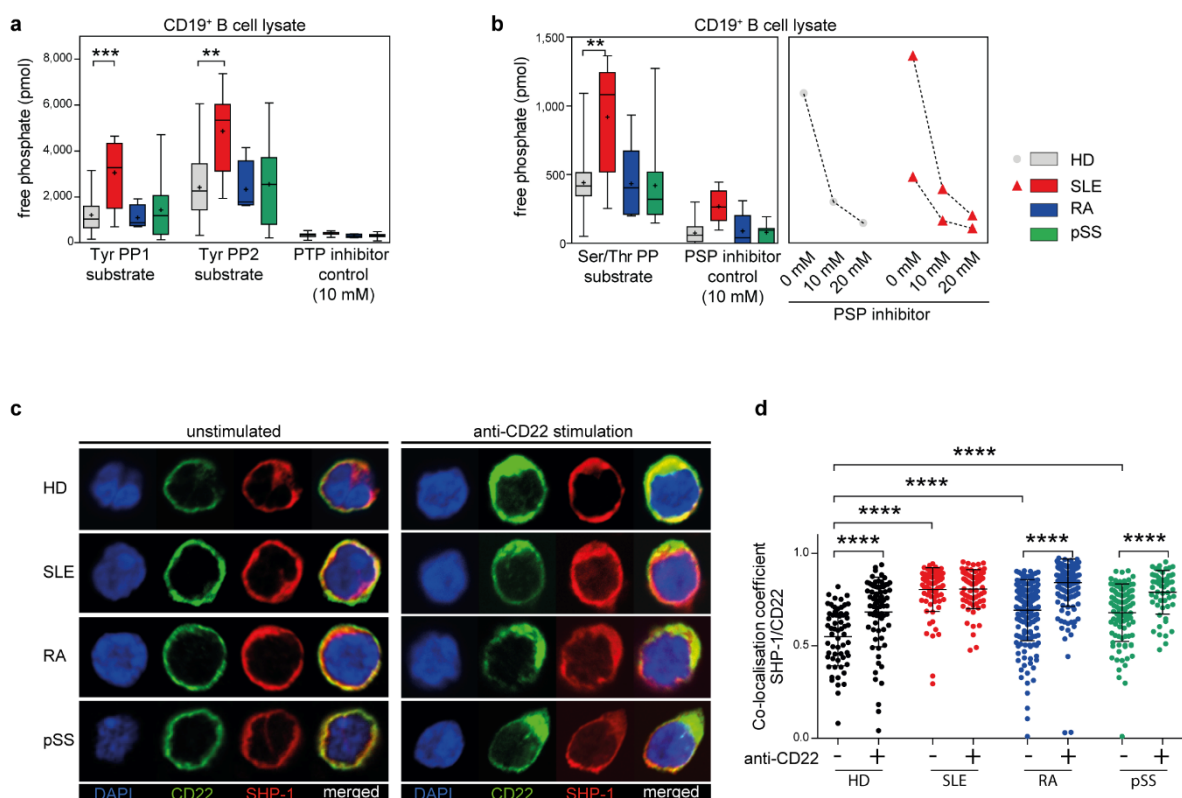 a
CD19⁺ B cell lysate
free phosphate (pmol)
8,000
6,000
4,000
2,000
0
***
**
Tyr PP1
substrate
Tyr PP2
substrate
PTP inhibitor
control
(10 mM)
b
CD19⁺ B cell lysate
free phosphate (pmol)
1,500
1,000
500
0
**
Ser/Thr PP
substrate
PSP inhibitor
control
(10 mM)
0 mM
10 mM
20 mM
0 mM
10 mM
20 mM
PSP inhibitor
HD
SLE
RA
pSS
c
unstimulated
anti-CD22 stimulation
HD
SLE
RA
pSS
DAPI CD22 SHP-1 merged
DAPI CD22 SHP-1 merged
d
Co-localisation coefficient
SHP-1/CD22
1.0
0.5
0.0
****
****
****
****
****
****
anti-CD22
- + - + - + - +
HD SLE RA pSS